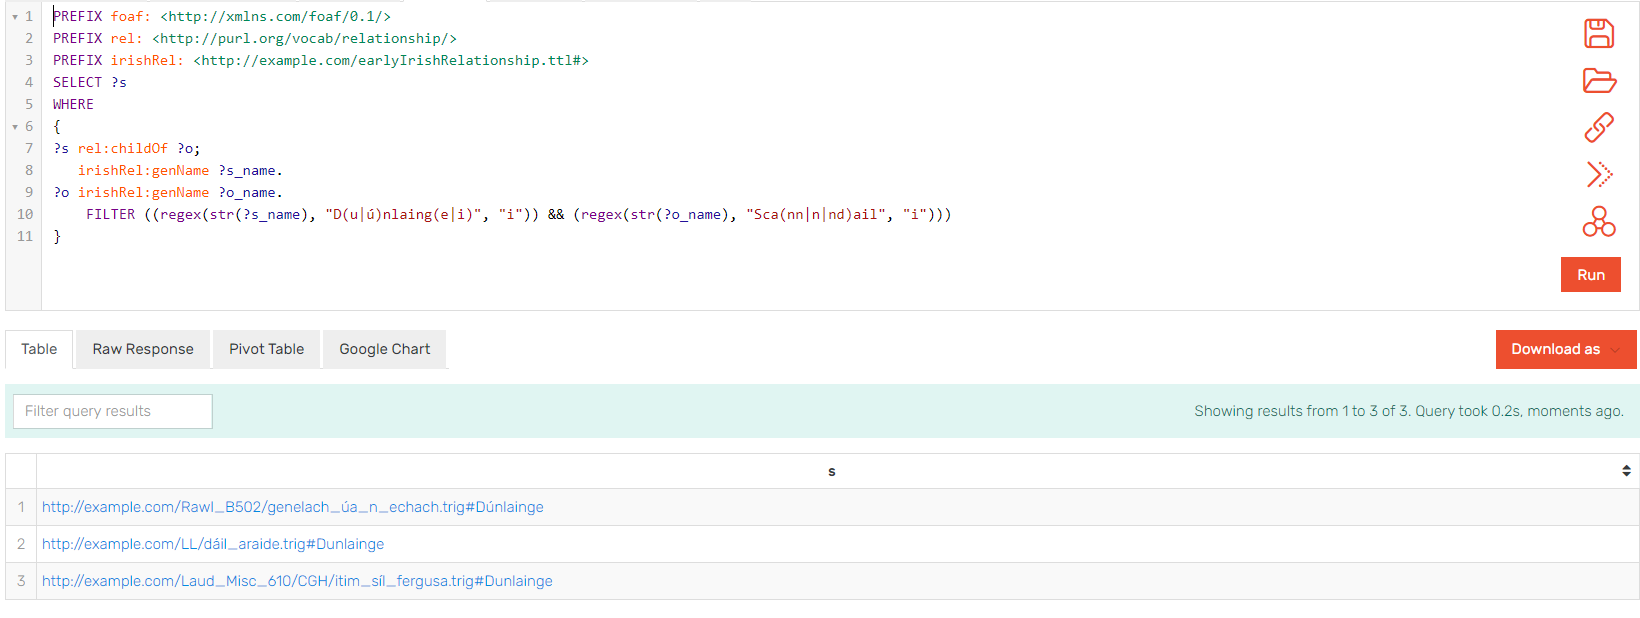 1 PREFIX foaf: <http://xmlns.com/foaf/0.1/>
2 PREFIX rel: <http://purl.org/vocab/relationship/>
3 PREFIX irishRel: <http://example.com/earlyIrishRelationship.ttl#>
4 SELECT ?s
5 WHERE
6 {
7 ?s rel:childOf ?o;
8 irishRel:genName ?s_name.
9 ?o irishRel:genName ?o_name.
10 FILTER ((regex(str(?s_name), "D(u|ú)nlaing(e|i)", "i")) && (regex(str(?o_name), "Sca(nn|n|nd)ail", "i")))
11 }
Run
Table Raw Response Pivot Table Google Chart Download as
Filter query results Showing results from 1 to 3 of 3. Query took 0.2s, moments ago.
s
1 http://example.com/Rawl_B502/genelach_úa_n_echach.trig#Dúnlainge
2 http://example.com/LL/dáil_araide.trig#Dunlainge
3 http://example.com/Laud_Misc_610/CGH/itim_síl_fergusa.trig#Dunlainge